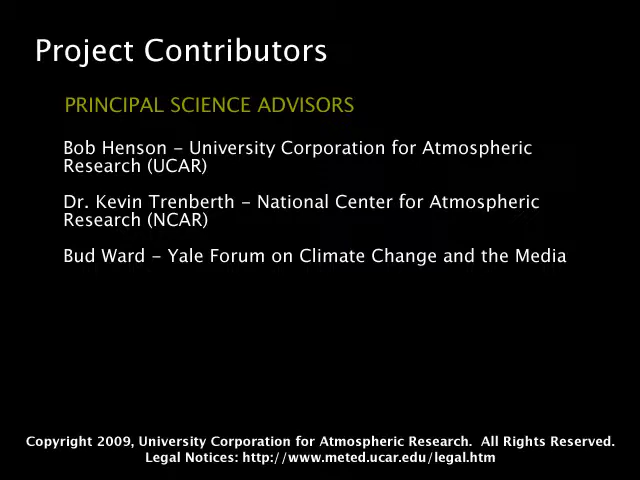 Project Contributors
PRINCIPAL SCIENCE ADVISORS
Bob Henson - University Corporation for Atmospheric
Research (UCAR)
Dr. Kevin Trenberth - National Center for Atmospheric
Research (NCAR)
Bud Ward - Yale Forum on Climate Change and the Media
Copyright 2009, University Corporation for Atmospheric Research.  All Rights Reserved.
Legal Notices: http://www.meted.ucar.edu/legal.htm